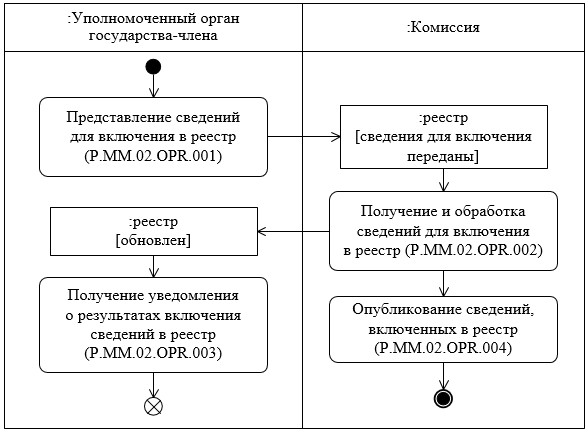 :Уполномоченный орган
государства-члена
:Комиссия
Представление сведений
для включения в реестр
(P.MM.02.OPR.001)
:реестр
[сведения для включения
переданы]
Получение и обработка
сведений для включения
в реестр (P.MM.02.OPR.002)
:реестр
[обновлен]
Получение уведомления
о результатах включения
сведений в реестр
(P.MM.02.OPR.003)
Опубликование сведений,
включенных в реестр
(P.MM.02.OPR.004)